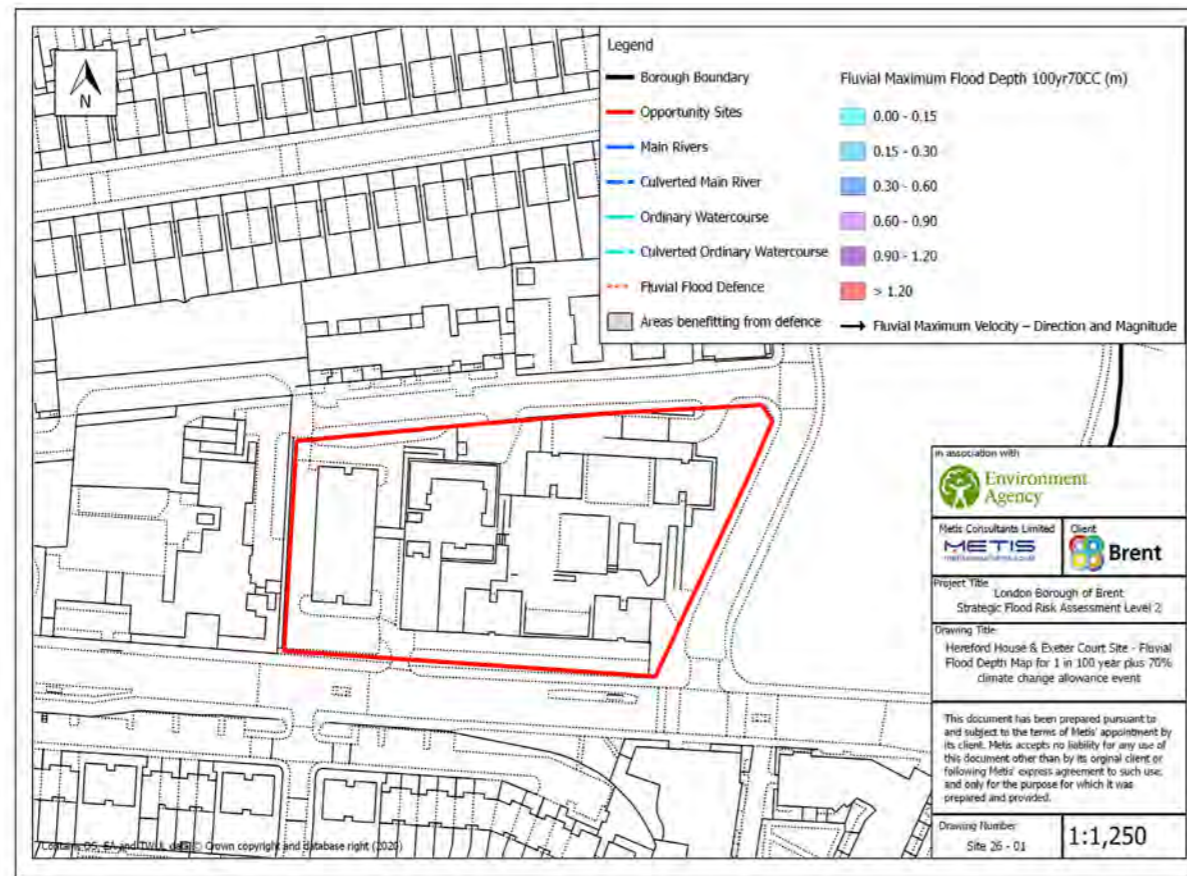 N
Legend
Borough Boundary
Opportunity Sites
Main Rivers
Culverted Main River
Ordinary Watercourse
Culverted Ordinary Watercourse
Fluvial Flood Defence
Areas benefitting from defence
Fluvial Maximum Flood Depth 100yr70CC (m)
0.00 - 0.15
0.15 - 0.30
0.30 - 0.60
0.60 - 0.90
0.90 - 1.20
> 1.20
Fluvial Maximum Velocity – Direction and Magnitude
in association with
Environment
Agency
Metis Consultants Limited
METIS
Client
Brent
Project Title
London Borough of Brent
Strategic Flood Risk Assessment Level 2
Drawing Title
Hereford House & Exeter Court Site - Fluvial
Flood Depth Map for 1 in 100 year plus 70%
climate change allowance event
This document has been prepared pursuant to
and subject to the terms of Metis' appointment by
its client. Metis accepts no liability for any use of
this document other than by its original client or
following Metis' express agreement to such use,
and only for the purpose for which it was
prepared and provided.
Drawing Number
Site 26 - 01
1:1,250
Contains OS, EA and TWUL data © Crown copyright and database right (2020)